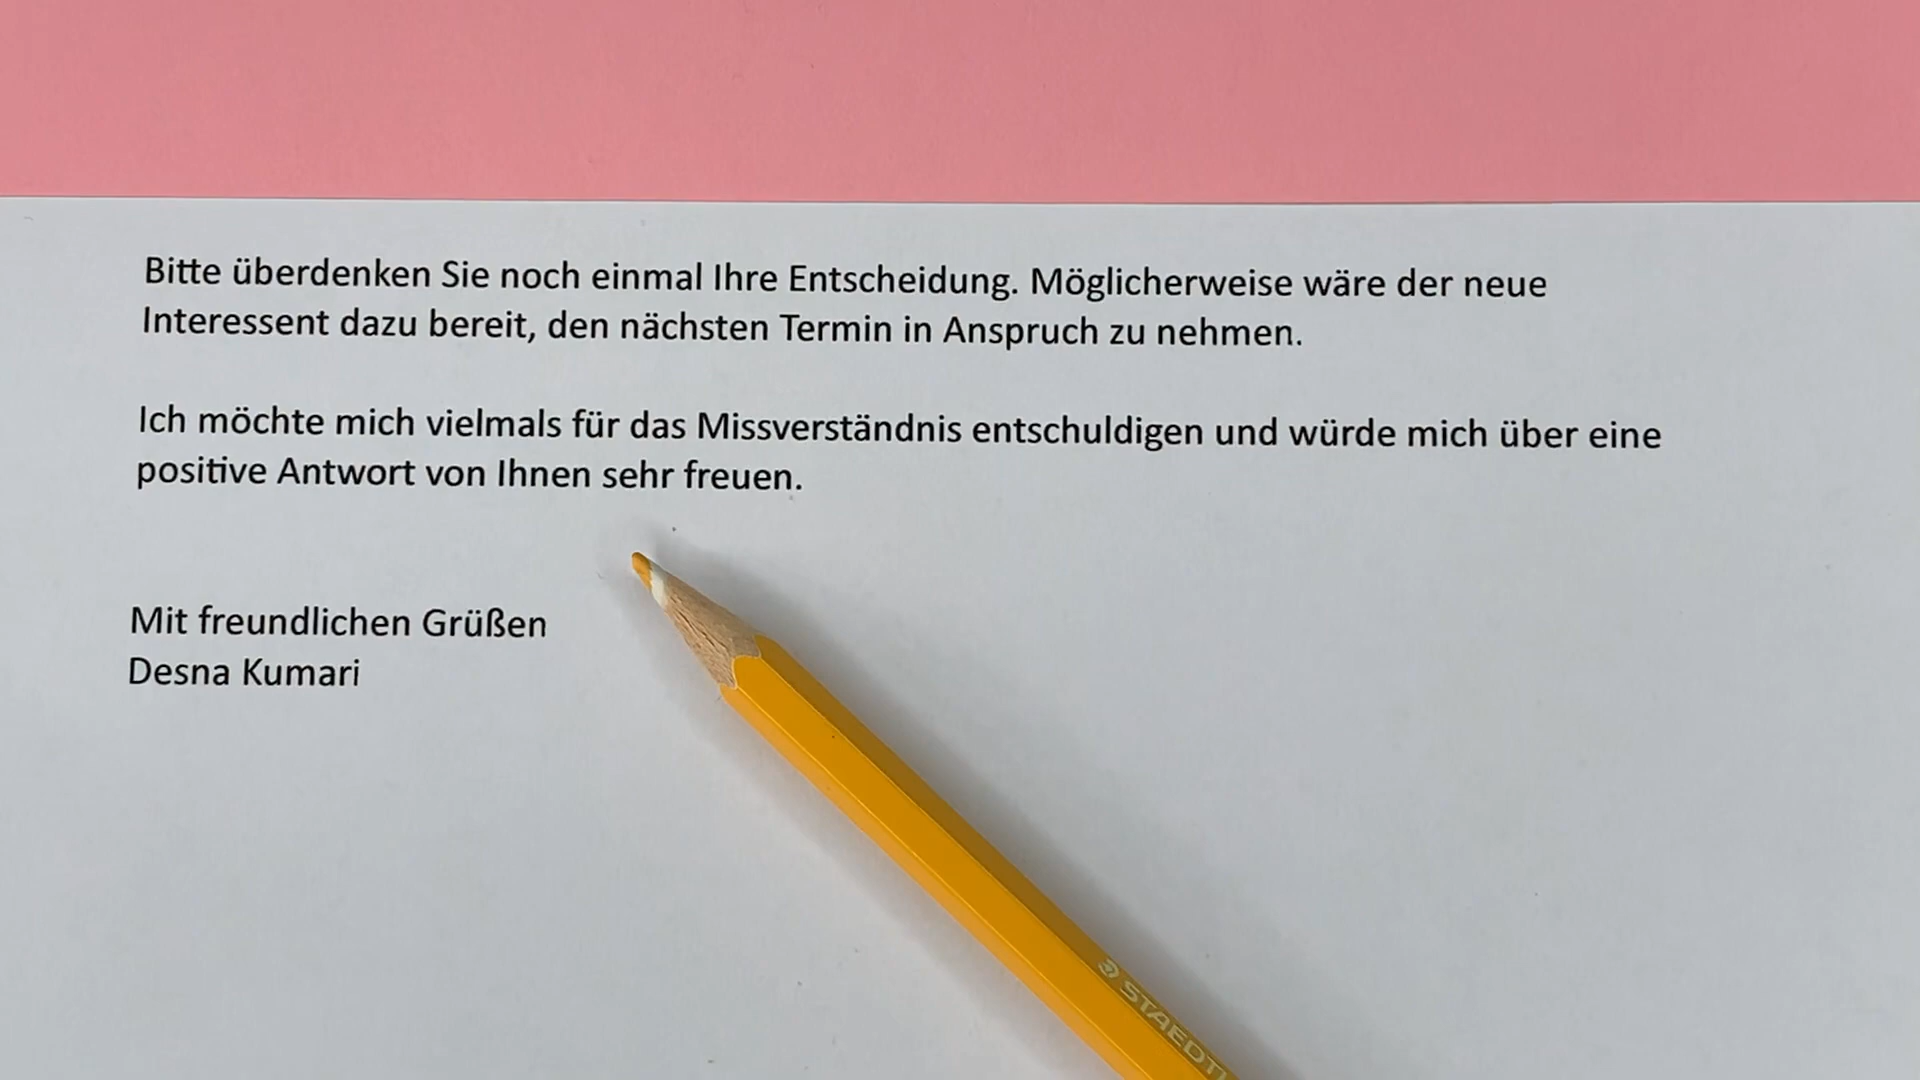 Bitte überdenken Sie noch einmal Ihre Entscheidung. Möglicherweise wäre der neue
Interessent dazu bereit, den nächsten Termin in Anspruch zu nehmen.
Ich möchte mich vielmals für das Missverständnis entschuldigen und würde mich über eine
positive Antwort von Ihnen sehr freuen.
Mit freundlichen Grüßen
Desna Kumari
STAEDTL